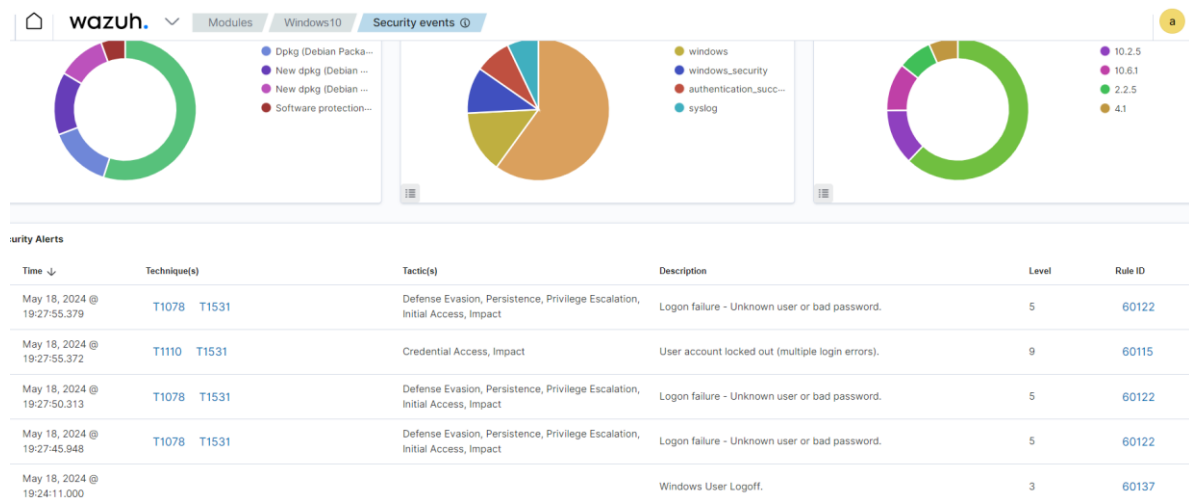 wazuh. Modules Windows10 Security events
a
Dpkg (Debian Packa...
New dpkg (Debian ...
New dpkg (Debian ...
Software protection...
windows
windows_security
authentication_succ...
syslog
10.2.5
10.6.1
2.2.5
4.1
curity Alerts
Time Technique(s) Tactic(s) Description Level Rule ID
May 18, 2024 @
19:27:55.379
T1078 T1531
Defense Evasion, Persistence, Privilege Escalation,
Initial Access, Impact
Logon failure - Unknown user or bad password.
5
60122
May 18, 2024 @
19:27:55.372
T1110 T1531
Credential Access, Impact
User account locked out (multiple login errors).
9
60115
May 18, 2024 @
19:27:50.313
T1078 T1531
Defense Evasion, Persistence, Privilege Escalation,
Initial Access, Impact
Logon failure - Unknown user or bad password.
5
60122
May 18, 2024 @
19:27:45.948
T1078 T1531
Defense Evasion, Persistence, Privilege Escalation,
Initial Access, Impact
Logon failure - Unknown user or bad password.
5
60122
May 18, 2024 @
19:24:11.000
Windows User Logoff.
3
60137